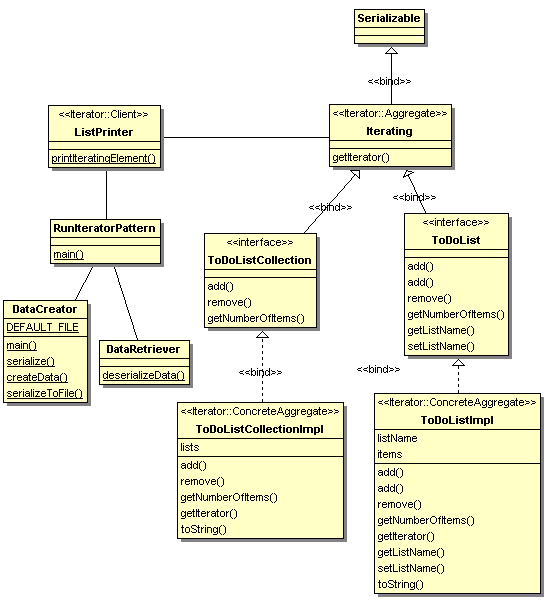 Serializable
<<bind>>
<<Iterator::Client>>
ListPrinter
printIteratingElement()
<<Iterator::Aggregate>>
Iterating
getIterator()
<<bind>>
<<bind>>
RunIteratorPattern
main()
<<interface>>
ToDoListCollection
add()
remove()
getNumberOfItems()
<<interface>>
ToDoList
add()
add()
remove()
getNumberOfItems()
getListName()
setListName()
DataCreator
DEFAULT_FILE
main()
serialize()
createData()
serializeToFile()
DataRetriever
deserializeData()
<<bind>>
<<bind>>
<<Iterator::ConcreteAggregate>>
ToDoListCollectionImpl
lists
add()
remove()
getNumberOfItems()
getIterator()
toString()
<<Iterator::ConcreteAggregate>>
ToDoListImpl
listName
items
add()
add()
remove()
getNumberOfItems()
getIterator()
getListName()
setListName()
toString()